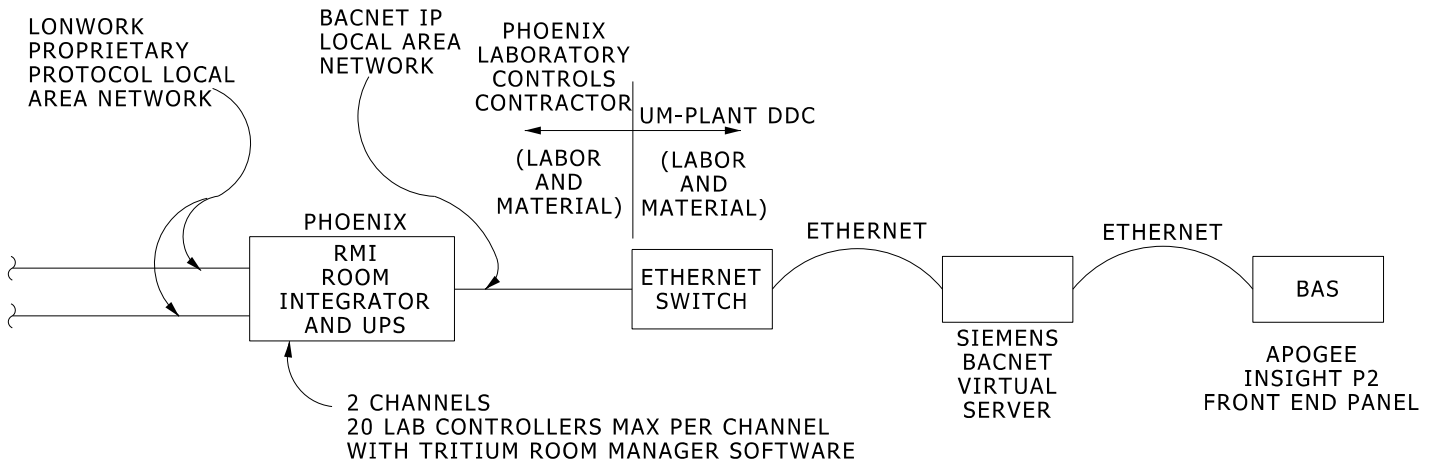 LONWORK
PROPRIETARY
PROTOCOL LOCAL
AREA NETWORK
BACNET IP
LOCAL AREA
NETWORK
PHOENIX
LABORATORY
CONTROLS
CONTRACTOR
UM-PLANT DDC
(LABOR
AND
MATERIAL)
(LABOR
AND
MATERIAL)
PHOENIX
RMI
ROOM
INTEGRATOR
AND UPS
ETHERNET
SWITCH
ETHERNET
ETHERNET
BAS
SIEMENS
BACNET
VIRTUAL
SERVER
APOGEE
INSIGHT P2
FRONT END PANEL
2 CHANNELS
20 LAB CONTROLLERS MAX PER CHANNEL
WITH TRITIUM ROOM MANAGER SOFTWARE